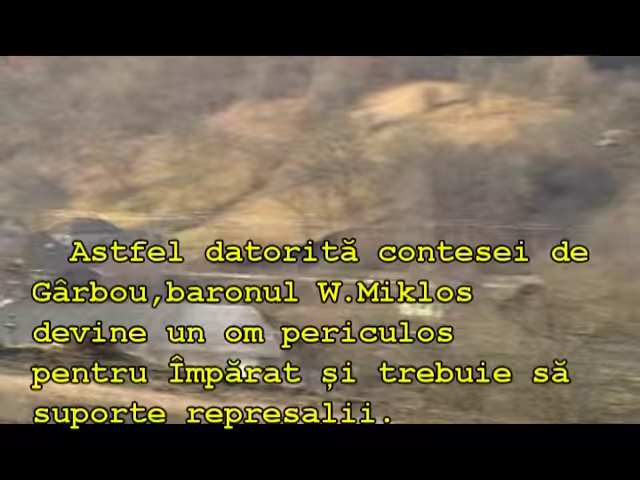 Astfel datorită contesei de
Gârbou,baronul W.Miklos
devine un om periculos
pentru Împărat și trebuie să
suporte represalii.